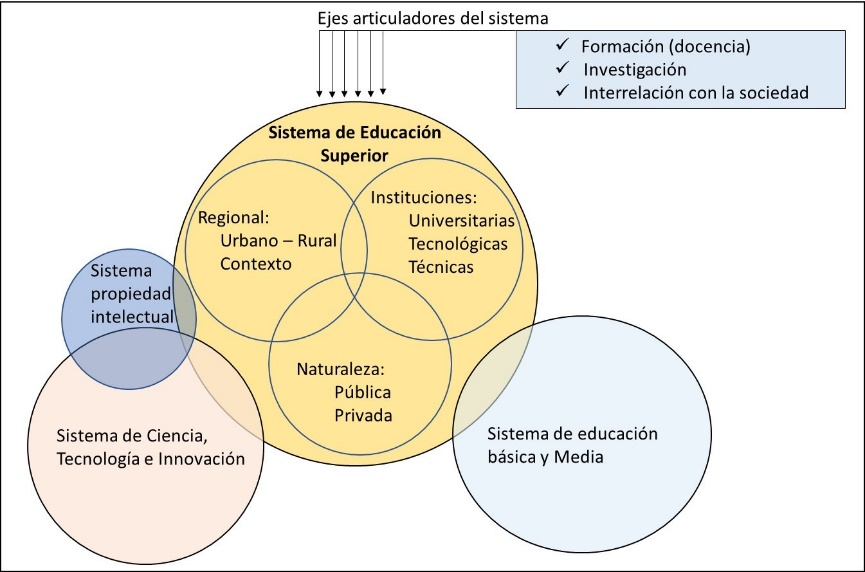 Ejes articuladores del sistema
✓ Formación (docencia)
✓ Investigación
✓ Interrelación con la sociedad
Sistema de Educación
Superior
Regional:
Urbano – Rural
Contexto
Instituciones:
Universitarias
Tecnológicas
Técnicas
Naturaleza:
Pública
Privada
Sistema
propiedad
intelectual
Sistema de Ciencia,
Tecnología e Innovación
Sistema de educación
básica y Media